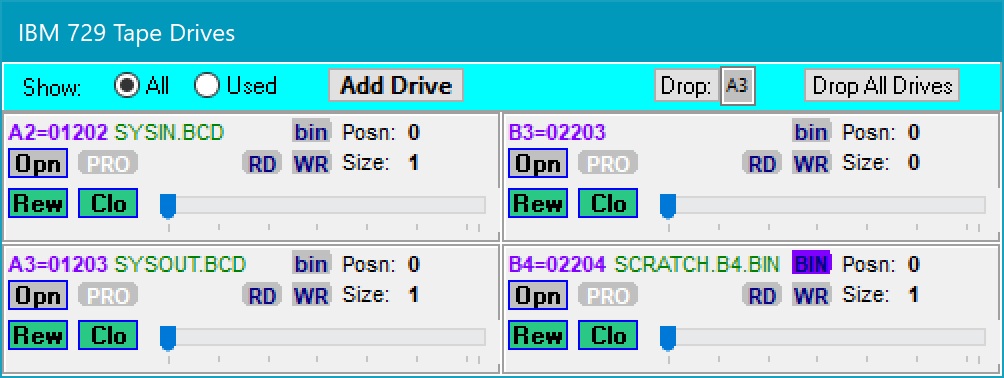 IBM 729 Tape Drives
Show: All Used Add Drive Drop: A3 Drop All Drives
A2=01202 SYSIN.BCD bin Posn: 0
Opn PRO RD WR Size: 1
Rew Clo
B3=02203 bin Posn: 0
Opn PRO RD WR Size: 0
Rew Clo
A3=01203 SYSOUT.BCD bin Posn: 0
Opn PRO RD WR Size: 1
Rew Clo
B4=02204 SCRATCH.B4.BIN BIN Posn: 0
Opn PRO RD WR Size: 1
Rew Clo